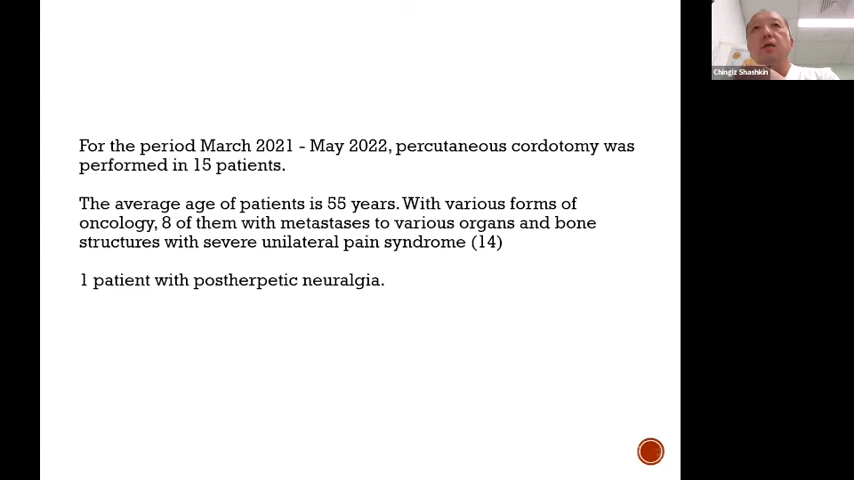 For the period March 2021 - May 2022, percutaneous cordotomy was
performed in 15 patients.
The average age of patients is 55 years. With various forms of
oncology, 8 of them with metastases to various organs and bone
structures with severe unilateral pain syndrome (14)
1 patient with postherpetic neuralgia.
Chingiz Shashkin